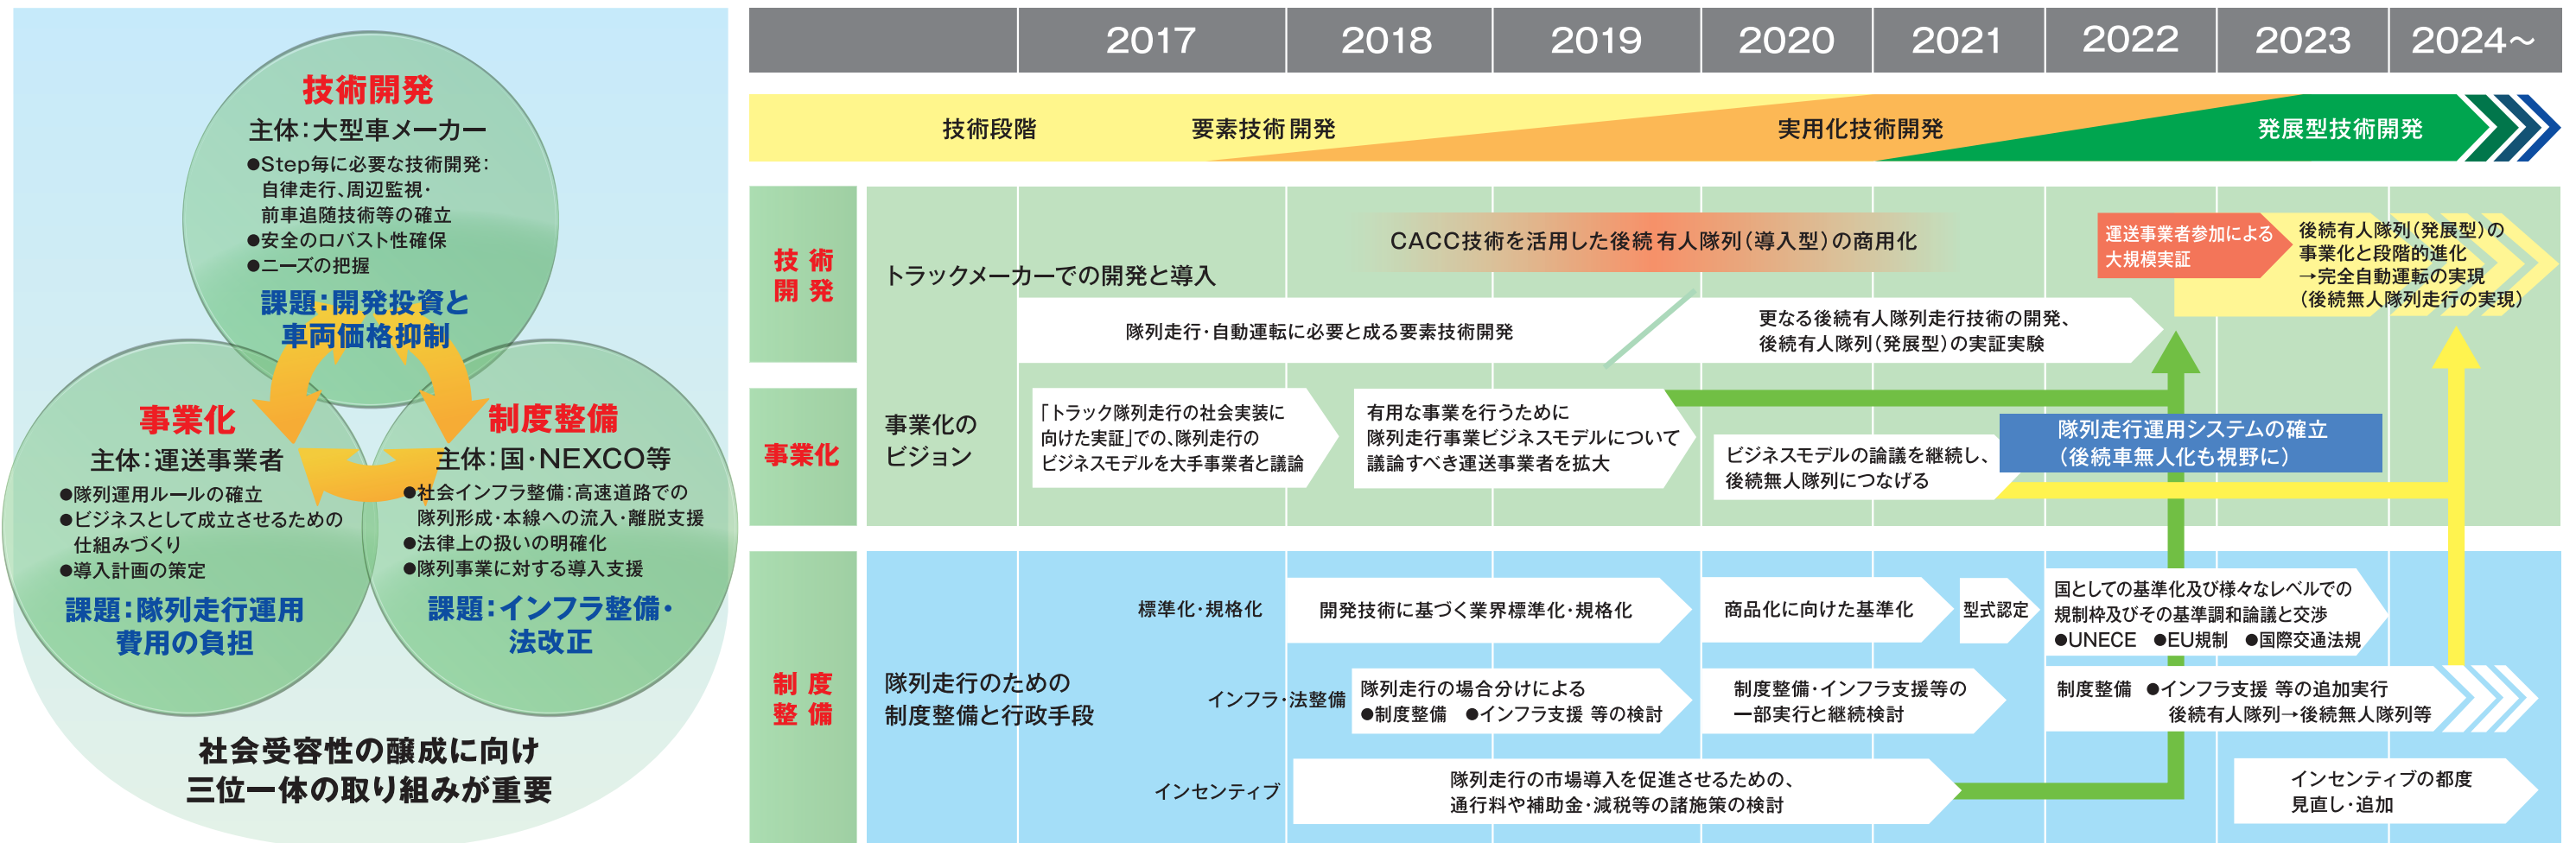 技術開発
主体：大型車メーカー
●Step毎に必要な技術開発：
自律走行、周辺監視・
前車追随技術等の確立
●安全のロバスト性確保
●ニーズの把握
課題：開発投資と
車両価格抑制
事業化
主体：運送事業者
●隊列運用ルールの確立
●ビジネスとして成立させるための
仕組みづくり
●導入計画の策定
課題：隊列走行運用
費用の負担
制度整備
主体：国・NEXCO等
●社会インフラ整備：高速道路での
隊列形成・本線への流入・離脱支援
●法律上の扱いの明確化
●隊列事業に対する導入支援
課題：インフラ整備・
法改正
社会受容性の醸成に向け
三位一体の取り組みが重要
2017 2018 2019 2020 2021 2022 2023 2024～
技術段階 要素技術開発 実用化技術開発 発展型技術開発
技術
開発
トラックメーカーでの開発と導入
CACC技術を活用した後続有人隊列（導入型）の商用化
運送事業者参加による
大規模実証
後続有人隊列（発展型）の
事業化と段階的進化
→完全自動運転の実現
（後続無人隊列走行の実現）
隊列走行・自動運転に必要と成る要素技術開発
更なる後続有人隊列走行技術の開発、
後続有人隊列（発展型）の実証実験
事業化
事業化の
ビジョン
「トラック隊列走行の社会実装に
向けた実証」での、隊列走行の
ビジネスモデルを大手事業者と議論
有用な事業を行うために
隊列走行事業ビジネスモデルについて
議論すべき運送事業者を拡大
ビジネスモデルの論議を継続し、
後続無人隊列につなげる
隊列走行運用システムの確立
（後続車無人化も視野に）
制度
整備
隊列走行のための
制度整備と行政手段
標準化・規格化
開発技術に基づく業界標準化・規格化
商品化に向けた基準化
型式認定
国としての基準化及び様々なレベルでの
規制枠及びその基準調和論議と交渉
●UNECE ●EU規制 ●国際交通法規
インフラ・法整備
隊列走行の場合分けによる
●制度整備 ●インフラ支援 等の検討
制度整備・インフラ支援等の
一部実行と継続検討
制度整備 ●インフラ支援 等の追加実行
後続有人隊列→後続無人隊列等
インセンティブ
隊列走行の市場導入を促進させるための、
通行料や補助金・減税等の諸施策の検討
インセンティブの都度
見直し・追加